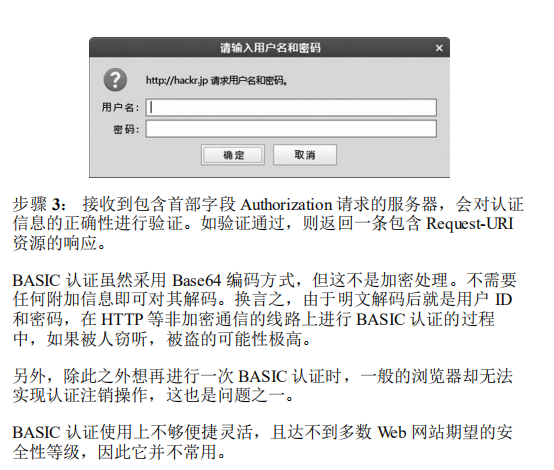 请输入用户名和密码
×
?
http://hackr.jp 请求用户名和密码。
用户名:
密码:
确定
取消
步骤 3： 接收到包含首部字段 Authorization 请求的服务器，会对认证
信息的正确性进行验证。如验证通过，则返回一条包含 Request-URI
资源的响应。
BASIC 认证虽然采用 Base64 编码方式，但这不是加密处理。不需要
任何附加信息即可对其解码。换言之，由于明文解码后就是用户 ID
和密码，在 HTTP 等非加密通信的线路上进行 BASIC 认证的过程
中，如果被人窃听，被盗的可能性极高。
另外，除此之外想再进行一次 BASIC 认证时，一般的浏览器却无法
实现认证注销操作，这也是问题之一。
BASIC 认证使用上不够便捷灵活，且达不到多数 Web 网站期望的安
全性等级，因此它并不常用。